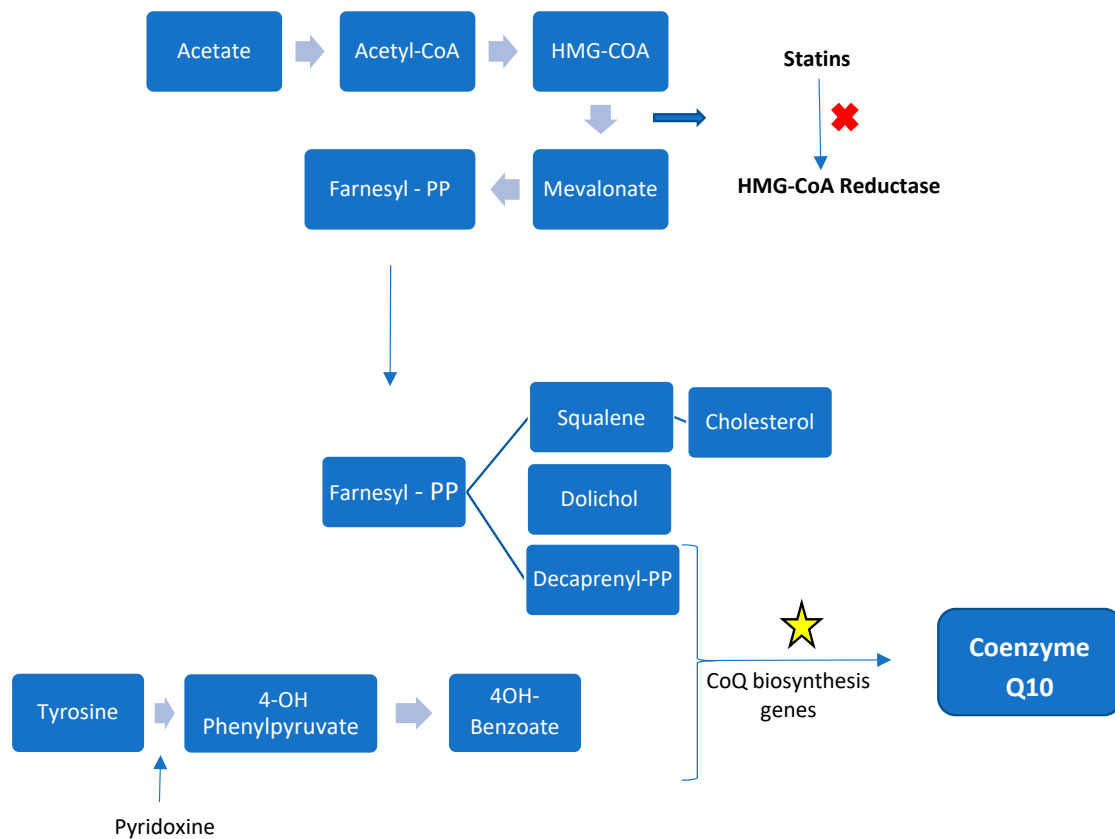 Acetate
Acetyl-CoA
HMG-COA
Statins
HMG-CoA Reductase
Farnesyl - PP
Mevalonate
Squalene
Cholesterol
Farnesyl - PP
Dolichol
Decaprenyl-PP
CoQ biosynthesis
genes
Coenzyme
Q10
Tyrosine
4-OH
Phenylpyruvate
4OH-
Benzoate
Pyridoxine